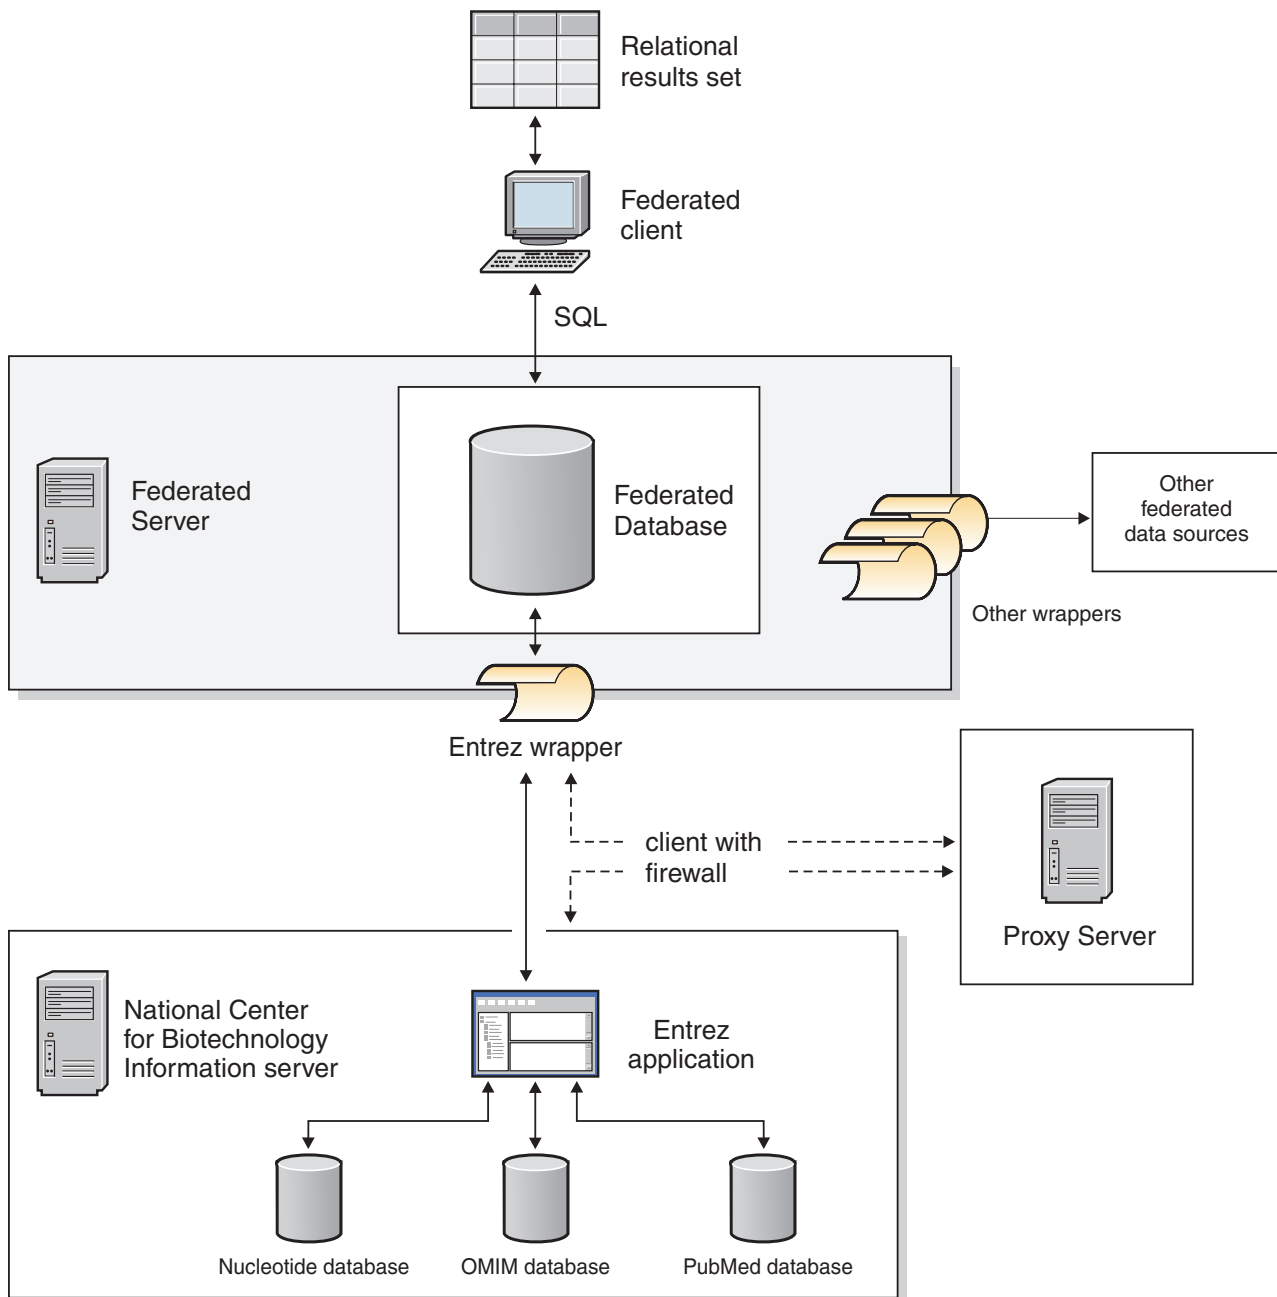 Relational
results set
Federated
client
SQL
Federated
Server
Federated
Database
Other
federated
data sources
Other wrappers
Entrez wrapper
client with
firewall
Proxy Server
National Center
for Biotechnology
Information server
Entrez
application
Nucleotide database
OMIM database
PubMed database